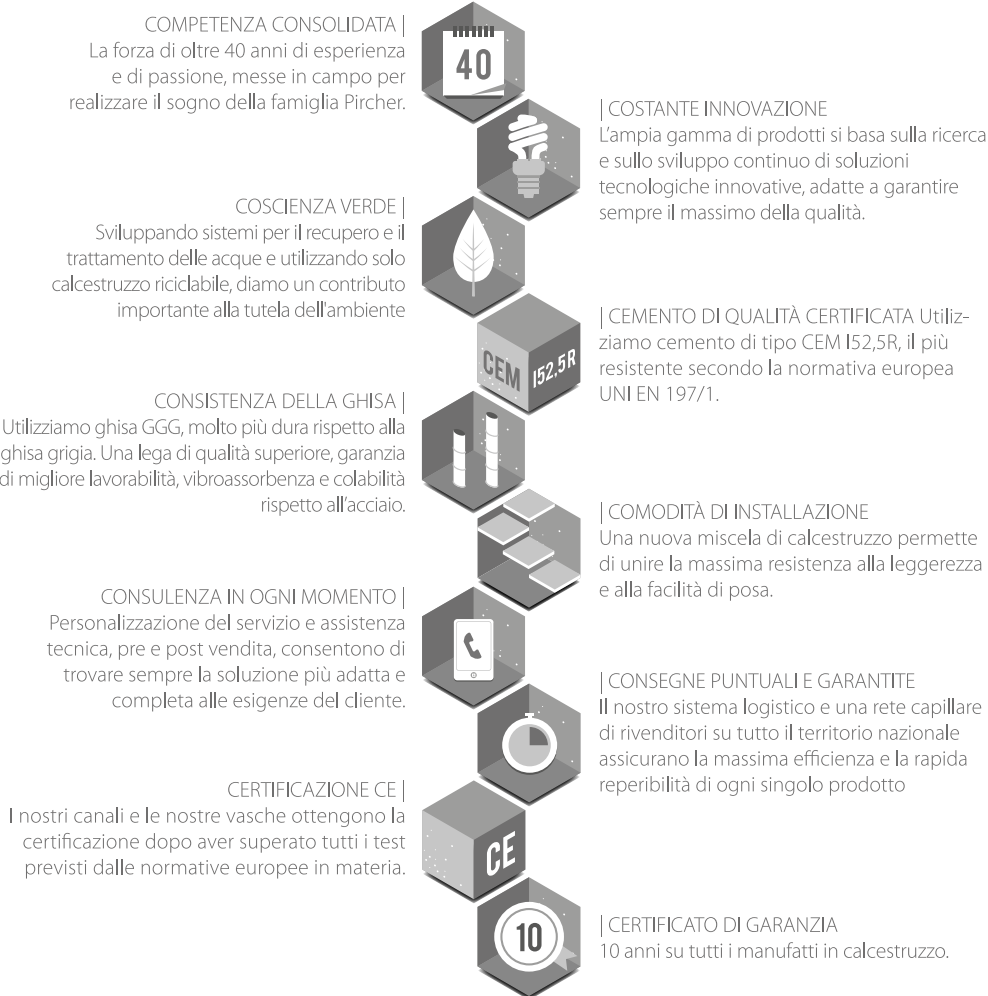 COMPETENZA CONSOLIDATA |
La forza di oltre 40 anni di esperienza
e di passione, messe in campo per
realizzare il sogno della famiglia Pircher.
40
| COSTANTE INNOVAZIONE
L'ampia gamma di prodotti si basa sulla ricerca
e sullo sviluppo continuo di soluzioni
tecnologiche innovative, adatte a garantire
sempre il massimo della qualità.
COSCIENZA VERDE |
Sviluppando sistemi per il recupero e il
trattamento delle acque e utilizzando solo
calcestruzzo riciclabile, diamo un contributo
importante alla tutela dell'ambiente
CEM I52,5R
| CEMENTO DI QUALITÀ CERTIFICATA Utiliz-
ziamo cemento di tipo CEM I52,5R, il più
resistente secondo la normativa europea
UNI EN 197/1.
CONSISTENZA DELLA GHISA |
Utilizziamo ghisa GGG, molto più dura rispetto alla
ghisa grigia. Una lega di qualità superiore, garanzia
di migliore lavorabilità, vibroassorbenza e colabilità
rispetto all'acciaio.
| COMODITÀ DI INSTALLAZIONE
Una nuova miscela di calcestruzzo permette
di unire la massima resistenza alla leggerezza
e alla facilità di posa.
CONSULENZA IN OGNI MOMENTO |
Personalizzazione del servizio e assistenza
tecnica, pre e post vendita, consentono di
trovare sempre la soluzione più adatta e
completa alle esigenze del cliente.
| CONSEGNE PUNTUALI E GARANTITE
Il nostro sistema logistico e una rete capillare
di rivenditori su tutto il territorio nazionale
assicurano la massima efficienza e la rapida
reperibilità di ogni singolo prodotto
CERTIFICAZIONE CE |
I nostri canali e le nostre vasche ottengono la
certificazione dopo aver superato tutti i test
previsti dalle normative europee in materia.
CE
10
| CERTIFICATO DI GARANZIA
10 anni su tutti i manufatti in calcestruzzo.